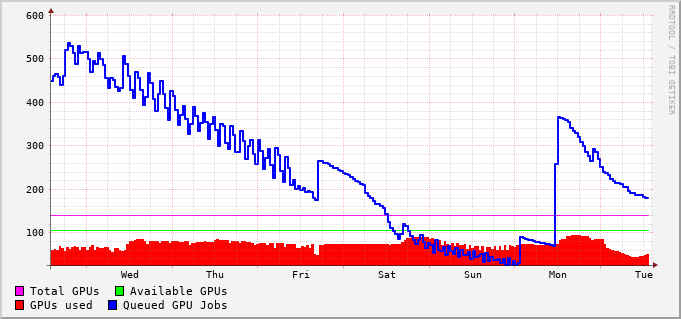 600
500
400
300
200
100
Wed Thu Fri Sat Sun Mon Tue
Total GPUs Available GPUs
GPUs used Queued GPU Jobs
RRDTOOL / TOBI OETIKER